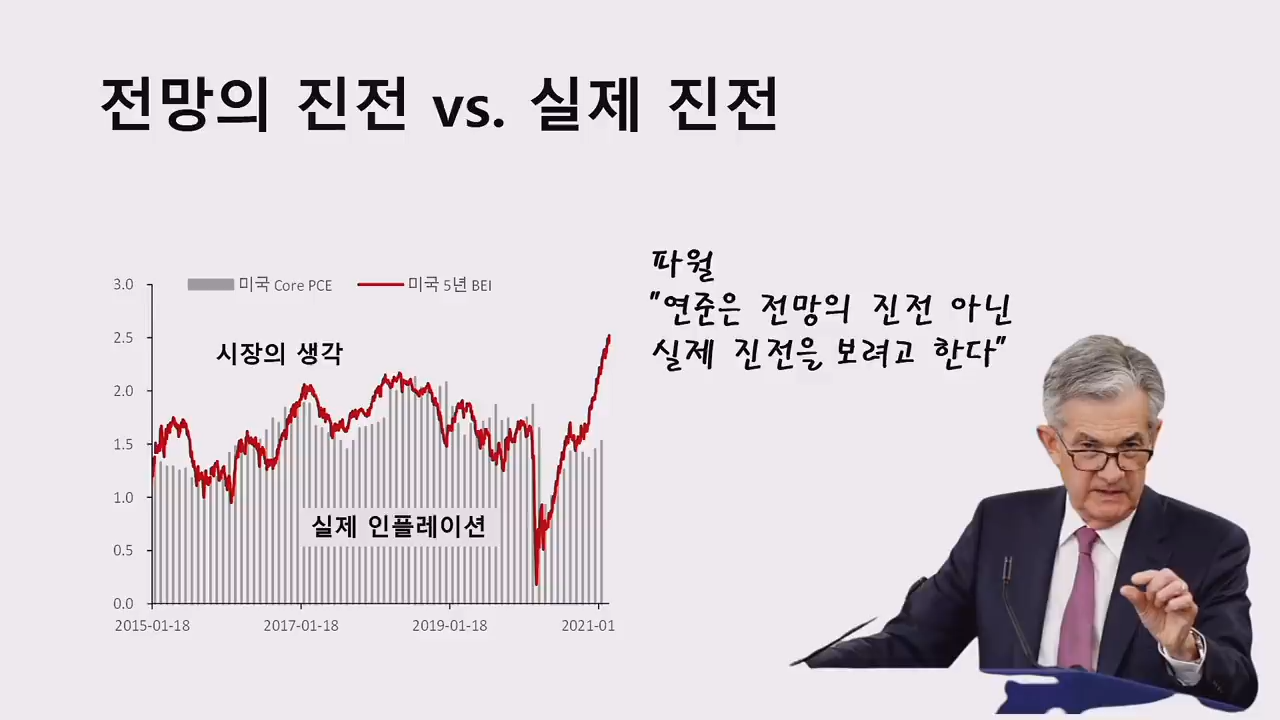 전망의 진전 vs. 실제 진전
파월
"연준은 전망의 진전 아닌
실제 진전을 보려고 한다"
미국 Core PCE
미국 5년 BEI
시장의 생각
실제 인플레이션
3.0
2.5
2.0
1.5
1.0
0.5
0.0
2015-01-18
2017-01-18
2019-01-18
2021-01